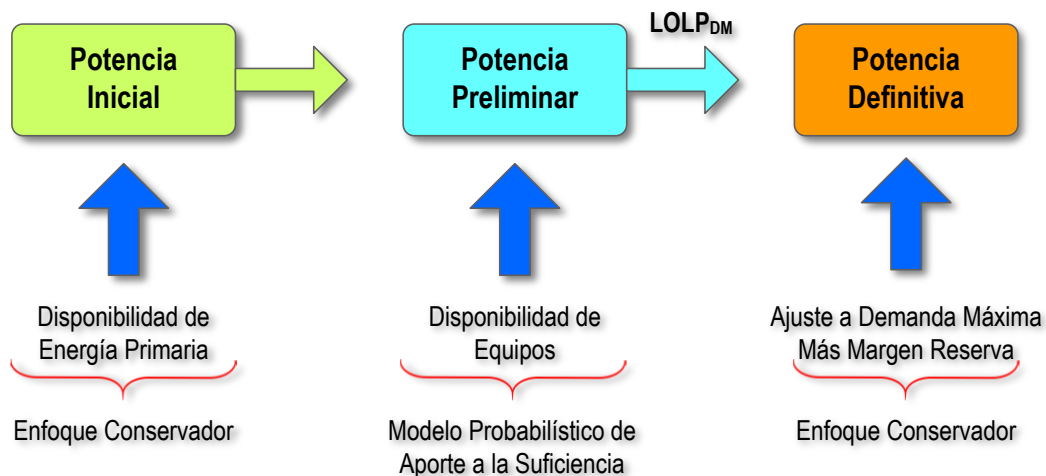 LOLPDM
Potencia
Inicial
Potencia
Preliminar
Potencia
Definitiva
Disponibilidad de
Energía Primaria
Disponibilidad de
Equipos
Ajuste a Demanda Máxima
Más Margen Reserva
Enfoque Conservador
Modelo Probabilístico de
Aporte a la Suficiencia
Enfoque Conservador